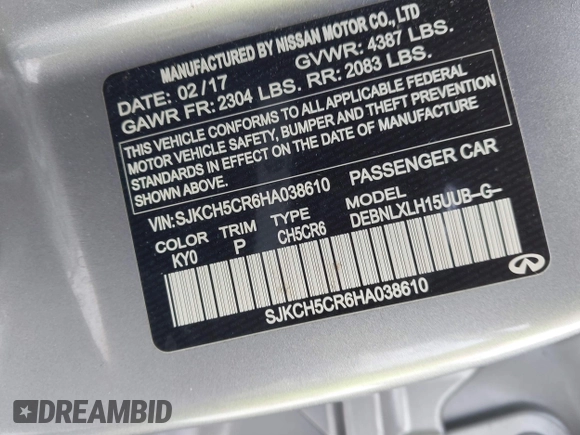 MANUFACTURED BY NISSAN MOTOR CO., LTD
DATE: 02/17 GVWR: 4387 LBS.
GAWR FR: 2304 LBS. RR: 2083 LBS.
THIS VEHICLE CONFORMS TO ALL APPLICABLE FEDERAL
MOTOR VEHICLE SAFETY, BUMPER AND THEFT PREVENTION
STANDARDS IN EFFECT ON THE DATE OF MANUFACTURE
SHOWN ABOVE.
VIN:SJKCH5CR6HA038610 PASSENGER CAR
COLOR TRIM TYPE DEBNLXLH15UUB-G-
KY0 P CH5CR6
SJKCH5CR6HA038610
DREAMBID